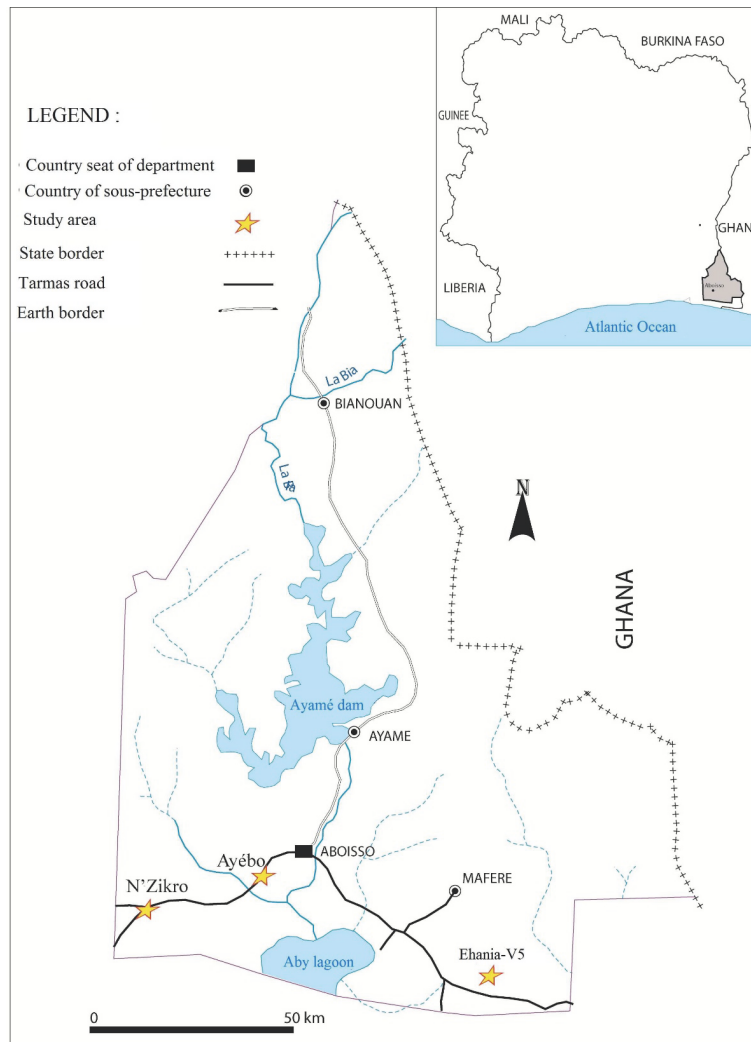 LEGEND :
Country seat of department
Country of sous-prefecture
Study area
State border
Tarmas road
Earth border
MALI
BURKINA FASO
GUINEE
GHAN
Aboisso
LIBERIA
Atlantic Ocean
La Bia
BIANOUAN
La
N
GHANA
Ayamé dam
AYAME
ABOISSO
Ayébo
N'Zikro
MAFERE
Ehania-V5
Aby lagoon
0 50 km